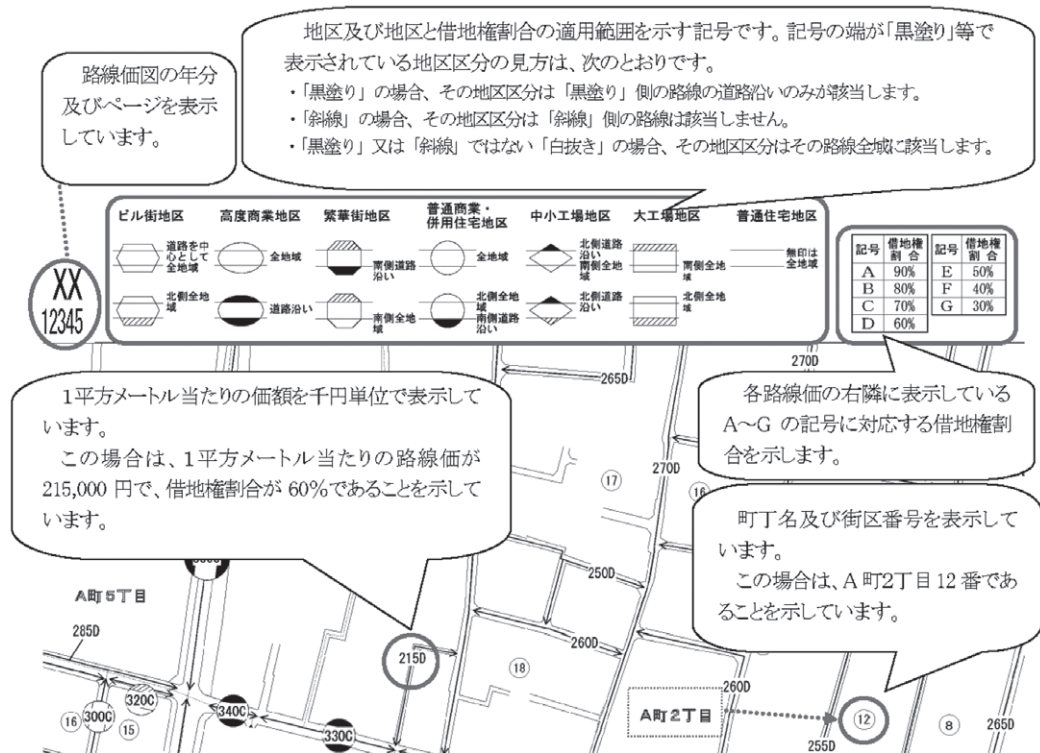 地区及び地区と借地権割合の適用範囲を示す記号です。記号の端が「黒塗り」等で
表示されている地区区分の見方は、次のとおりです。
・「黒塗り」の場合、その地区区分は「黒塗り」側の路線の道路沿いのみが該当します。
・「斜線」の場合、その地区区分は「斜線」側の路線は該当しません。
・「黒塗り」又は「斜線」ではない「白抜き」の場合、その地区区分はその路線全域に該当します。
路線価図の年分
及びページを表示
しています。
XX
12345
ビル街地区
道路を中
心として
全地域
北側全地
域
高度商業地区
全地域
道路沿い
繁華街地区
南側道路
沿い
南側全地
域
普通商業・
併用住宅地区
全地域
北側全地
域
南側道路
沿い
中小工場地区
北側道路
沿い
南側全地
域
北側道路
沿い
大工場地区
南側全地
域
北側全地
域
普通住宅地区
無印は
全地域
記号 借地権割合 記号 借地権割合
A 90% E 50%
B 80% F 40%
C 70% G 30%
D 60%
1平方メートル当たりの価額を千円単位で表示して
います。
この場合は、1平方メートル当たりの路線価が
215,000 円で、借地権割合が 60%であることを示して
います。
各路線価の右隣に表示している
A～G の記号に対応する借地権割
合を示します。
町丁名及び街区番号を表示して
います。
この場合は、A 町2丁目 12 番であ
ることを示しています。
270D
265D
17
270D
16
250D
A町5丁目
285D
215D
260D
18
260D
A町2丁目
12
8
265D
255D
16
300C
320C
15
340C
330C